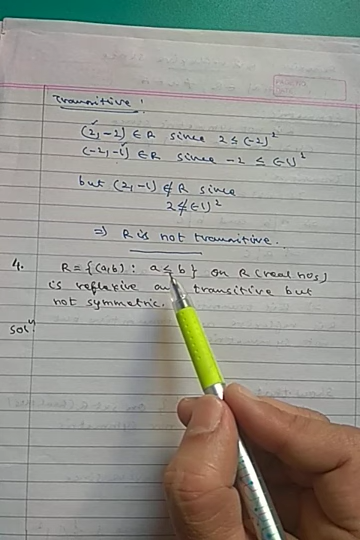 Transitive:
(2, -2) ∈ R since 2 ≤ (-2)²
(-2, -1) ∈ R since -2 ≤ (-1)²
but (2, -1) ∉ R since
2 ≰ (-1)²
⇒ R is not transitive.
4. R = {(a,b) : a ≤ b} on R (real nos)
is reflexive and transitive but
not symmetric.
Solⁿ